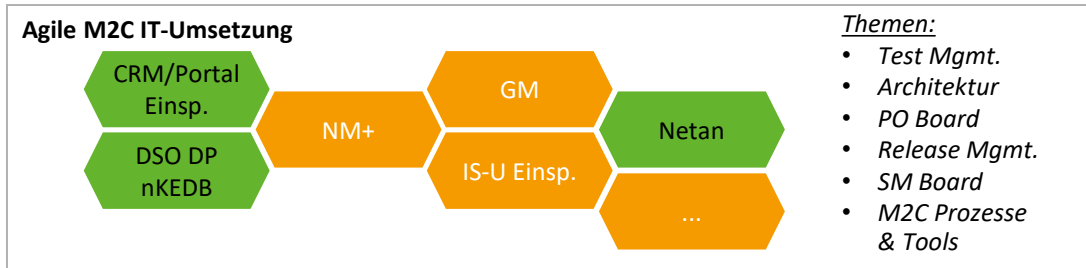 Agile M2C IT-Umsetzung
CRM/Portal
Einsp.
DSO DP
nKEDB
NM+
GM
IS-U Einsp.
Netan
...
Themen:
• Test Mgmt.
• Architektur
• PO Board
• Release Mgmt.
• SM Board
• M2C Prozesse
& Tools